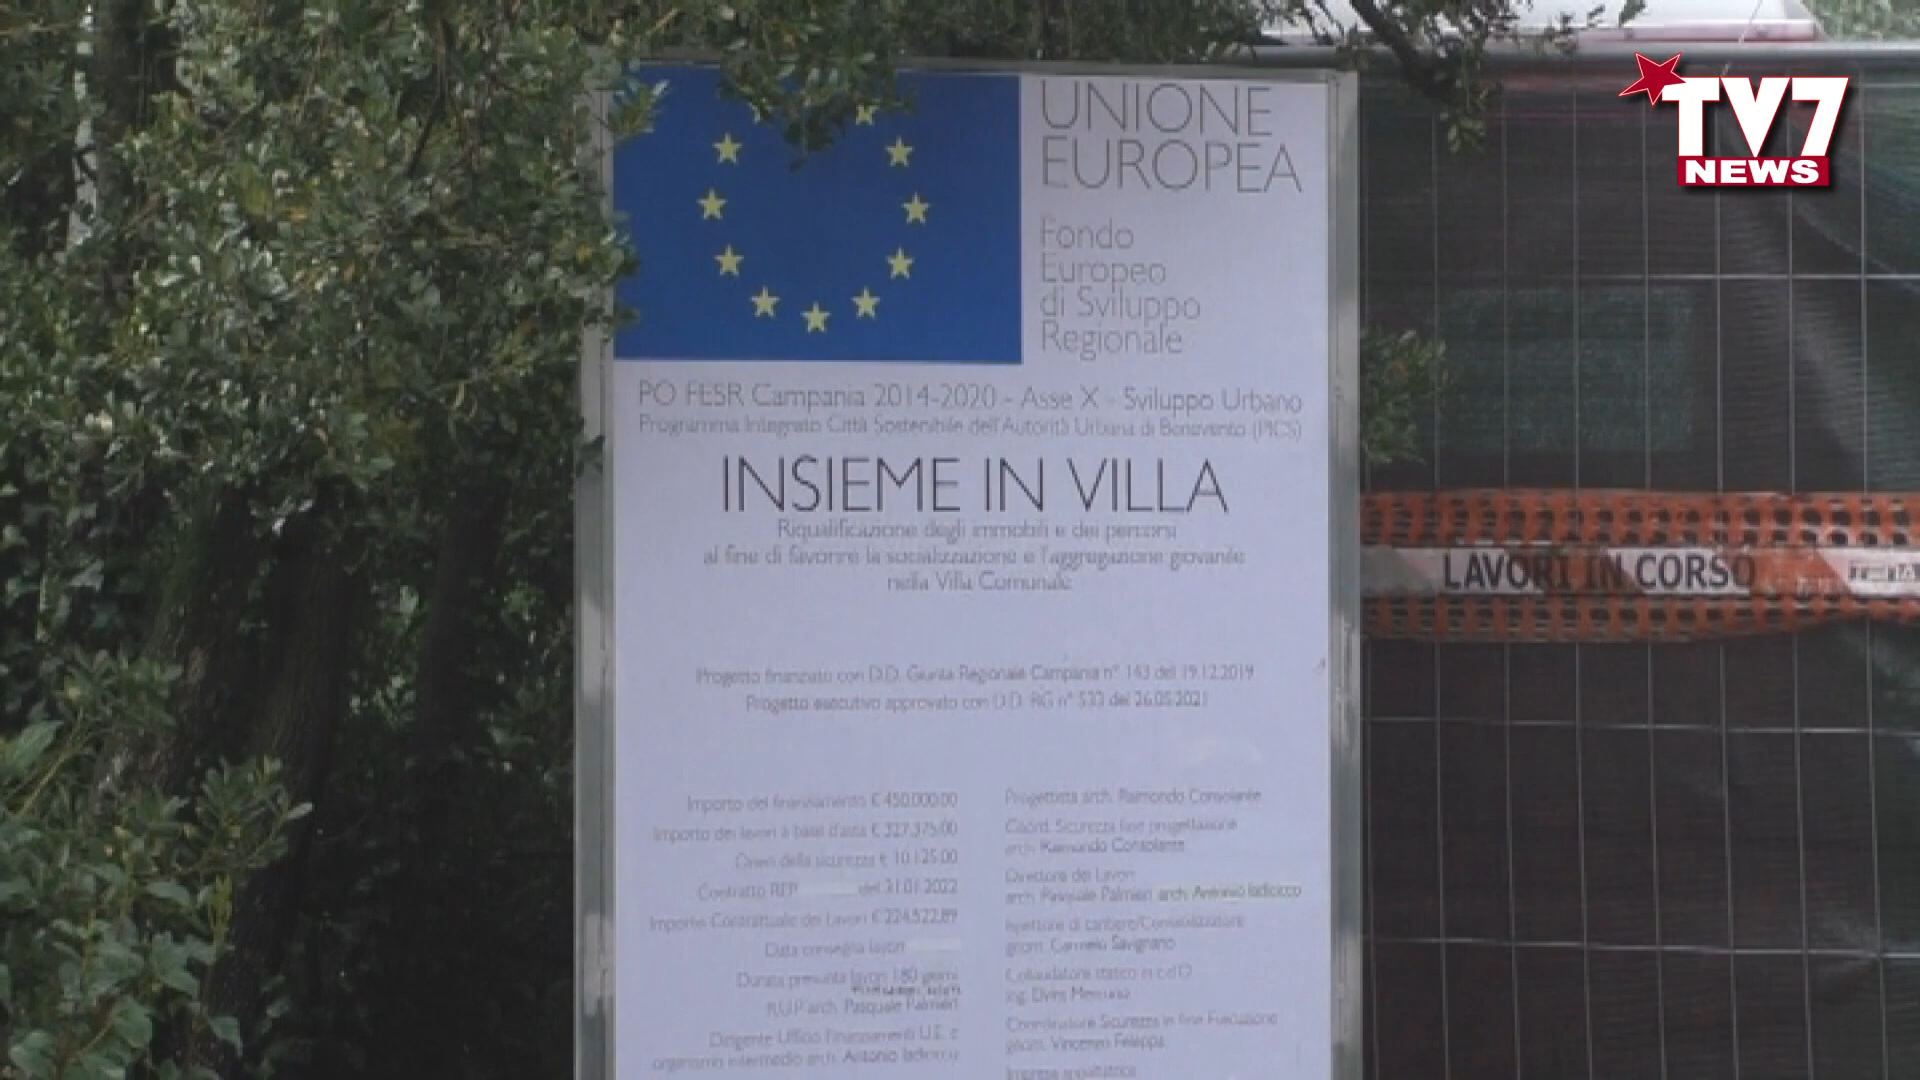 TV7
NEWS
UNIONE
EUROPEA
Fondo
Europeo
di Sviluppo
Regionale
PO FESR Campania 2014-2020 - Asse X - Sviluppo Urbano
Programma Integrato Città Sostenibile dell'Autorità Urbana di Benevento (PICS)
INSIEME IN VILLA
Riqualificazione degli immobili e dei percorsi
al fine di favorire la socializzazione e l'aggregazione giovanile
nella Villa Comunale
LAVORI IN CORSO
Progetto finanziato con D.D. Giunta Regionale Campania n° 143 del 19.12.2019
Progetto esecutivo approvato con D.D. RG n° 533 del 26.05.2021
Importo del finanziamento € 450.000,00
Importo dei lavori a base d'asta € 327.375,00
Oneri della sicurezza € 10.125,00
Contratto REP del 31.01.2022
Importo Contrattuale dei Lavori € 224.522,89
Data consegna lavori
Durata presunta lavori 180 giorni
R.U.P. arch. Pasquale Palmieri
Dirigente Ufficio Finanziamenti U.E. e
organismo intermedio arch. Antonio Iadicicco
Progettista arch. Raimondo Consolante
Coord. Sicurezza fase progettazione
arch. Raimondo Consolante
Direttore dei Lavori
arch. Pasquale Palmieri arch. Antonio Iadicicco
Ispettore di cantiere/Contabilizzatore
geom. Carmelo Savignano
Collaudatore statico in c.d'O.
ing. Elvira Mercurio
Coordinatore Sicurezza in fase Esecuzione
geom. Vincenzo Feleppa
Impresa appaltatrice